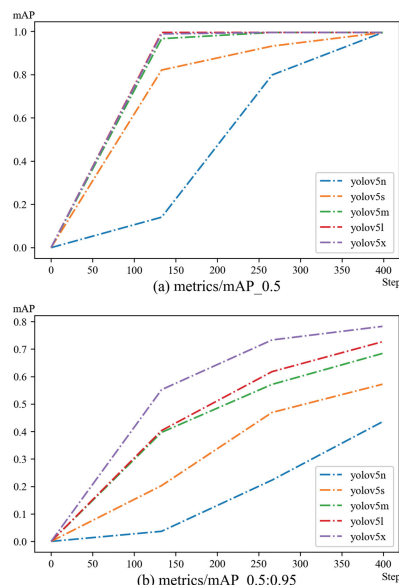 mAP
1.0
0.8
0.6
0.4
0.2
0.0
yolov5n
yolov5s
yolov5m
yolov5l
yolov5x
0 50 100 150 200 250 300 350 400
Step
(a) metrics/mAP_0.5
mAP
0.8
0.7
0.6
0.5
0.4
0.3
0.2
0.1
0.0
yolov5n
yolov5s
yolov5m
yolov5l
yolov5x
0 50 100 150 200 250 300 350 400
Step
(b) metrics/mAP_0.5:0.95